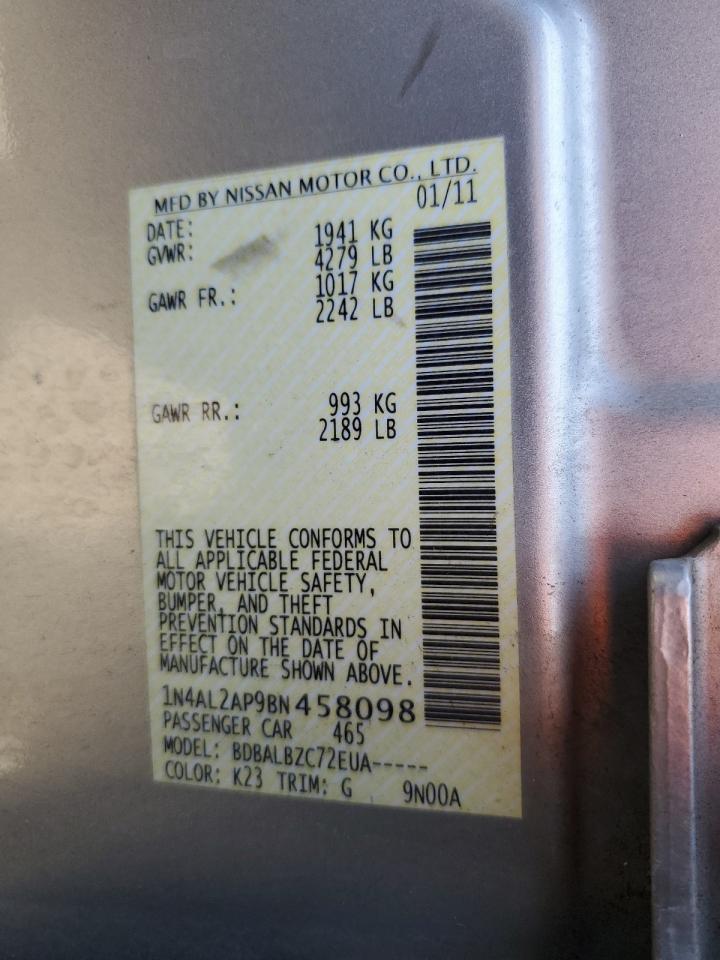 MFD BY NISSAN MOTOR CO., LTD.
DATE: 01/11
GVWR: 1941 KG
4279 LB
GAWR FR.: 1017 KG
2242 LB
GAWR RR.: 993 KG
2189 LB
THIS VEHICLE CONFORMS TO
ALL APPLICABLE FEDERAL
MOTOR VEHICLE SAFETY,
BUMPER, AND THEFT
PREVENTION STANDARDS IN
EFFECT ON THE DATE OF
MANUFACTURE SHOWN ABOVE.
1N4AL2AP9BN458098
PASSENGER CAR 465
MODEL: BDBALBZC72EUA-----
COLOR: K23 TRIM: G 9N00A